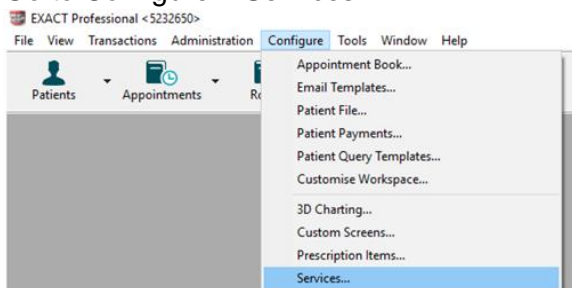 EXACT Professional <5232650>
File View Transactions Administration Configure Tools Window Help
Patients
Appointments
Appointment Book...
Email Templates...
Patient File...
Patient Payments...
Patient Query Templates...
Customise Workspace...
3D Charting...
Custom Screens...
Prescription Items...
Services...